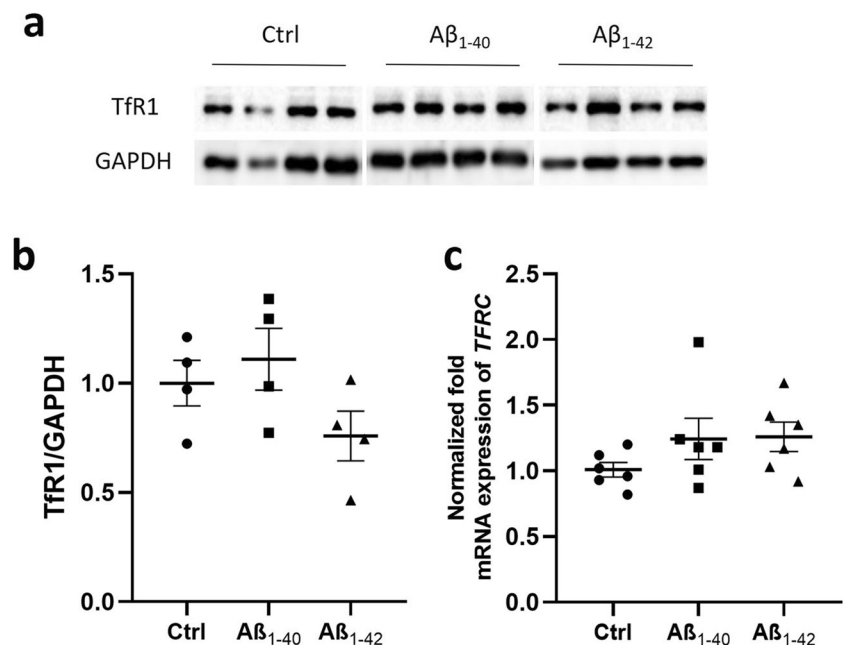 a
Ctrl Aβ1-40 Aβ1-42
TfR1
GAPDH
b
TfR1/GAPDH
1.5
1.0
0.5
0.0
Ctrl Aß1-40 Aß1-42
c
Normalized fold
mRNA expression of TFRC
2.5
2.0
1.5
1.0
0.5
0.0
Ctrl Aß1-40 Aß1-42